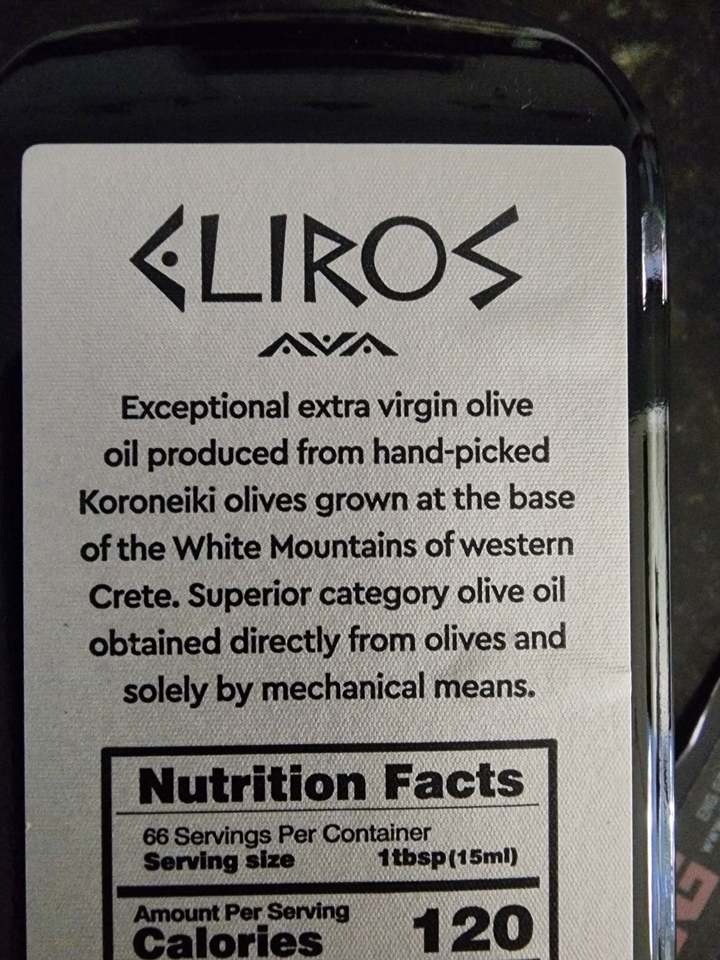 ELIROS
Exceptional extra virgin olive
oil produced from hand-picked
Koroneiki olives grown at the base
of the White Mountains of western
Crete. Superior category olive oil
obtained directly from olives and
solely by mechanical means.
Nutrition Facts
66 Servings Per Container
Serving size 1tbsp(15ml)
Amount Per Serving
Calories 120